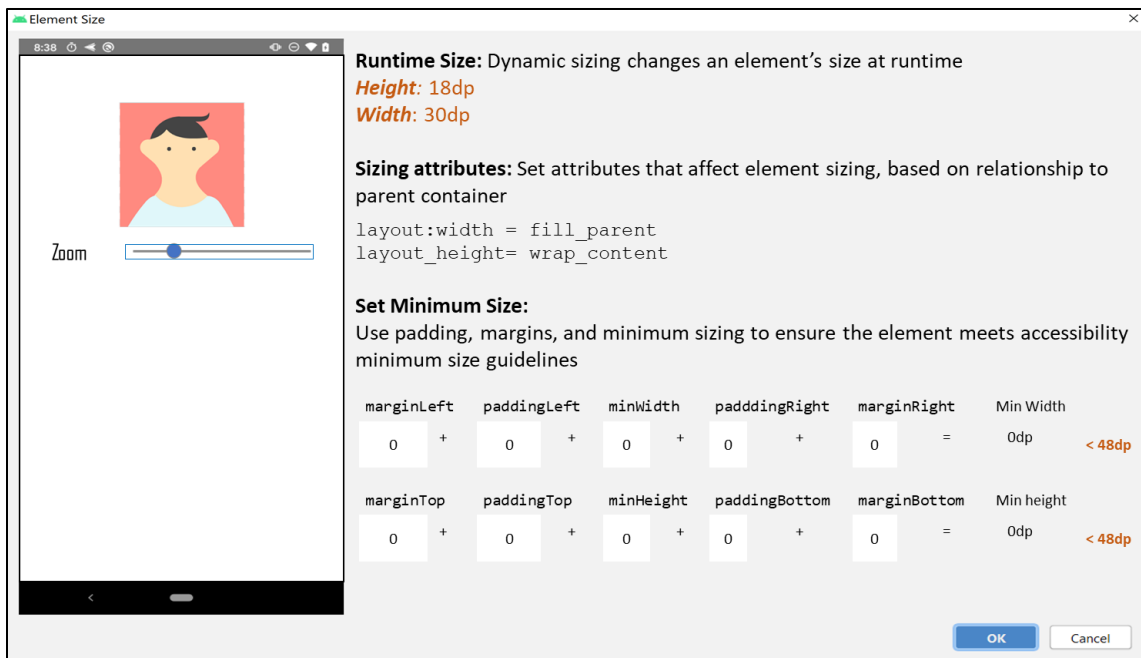 Element Size
8:38
Zoom
Runtime Size: Dynamic sizing changes an element's size at runtime
Height: 18dp
Width: 30dp
Sizing attributes: Set attributes that affect element sizing, based on relationship to
parent container
layout:width = fill_parent
layout_height= wrap_content
Set Minimum Size:
Use padding, margins, and minimum sizing to ensure the element meets accessibility
minimum size guidelines
marginLeft paddingLeft minWidth padddingRight marginRight Min Width
0 + 0 + 0 + 0 + 0 = 0dp < 48dp
marginTop paddingTop minHeight paddingBottom marginBottom Min height
0 + 0 + 0 + 0 + 0 = 0dp < 48dp
OK Cancel